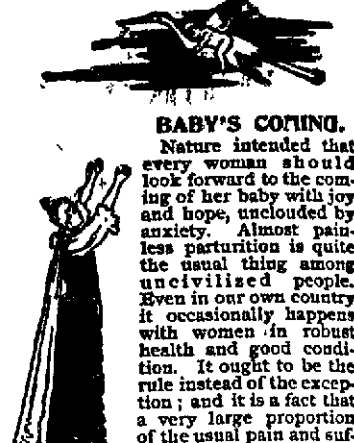 BABY'S COMING.
Nature intended that
every woman should
look forward to the com-
ing of her baby with joy
and hope, unclouded by
anxiety. Almost pain-
less parturition is quite
the usual thing among
uncivilized people.
Even in our own country
it occasionally happens
with women in robust
health and good condi-
tion. It ought to be the
rule instead of the excep-
tion; and it is a fact that
a very large proportion
of the usual pain and suf-